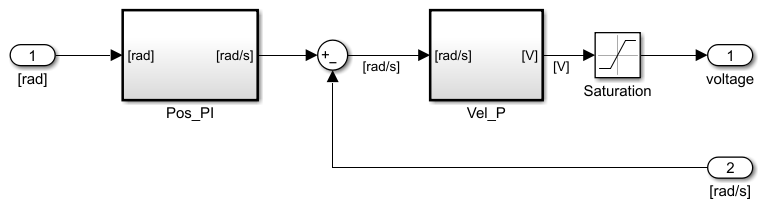 1
[rad]
[rad]
[rad/s]
Pos_PI
+
−
[rad/s]
[rad/s]
[V]
Vel_P
[V]
Saturation
1
voltage
2
[rad/s]